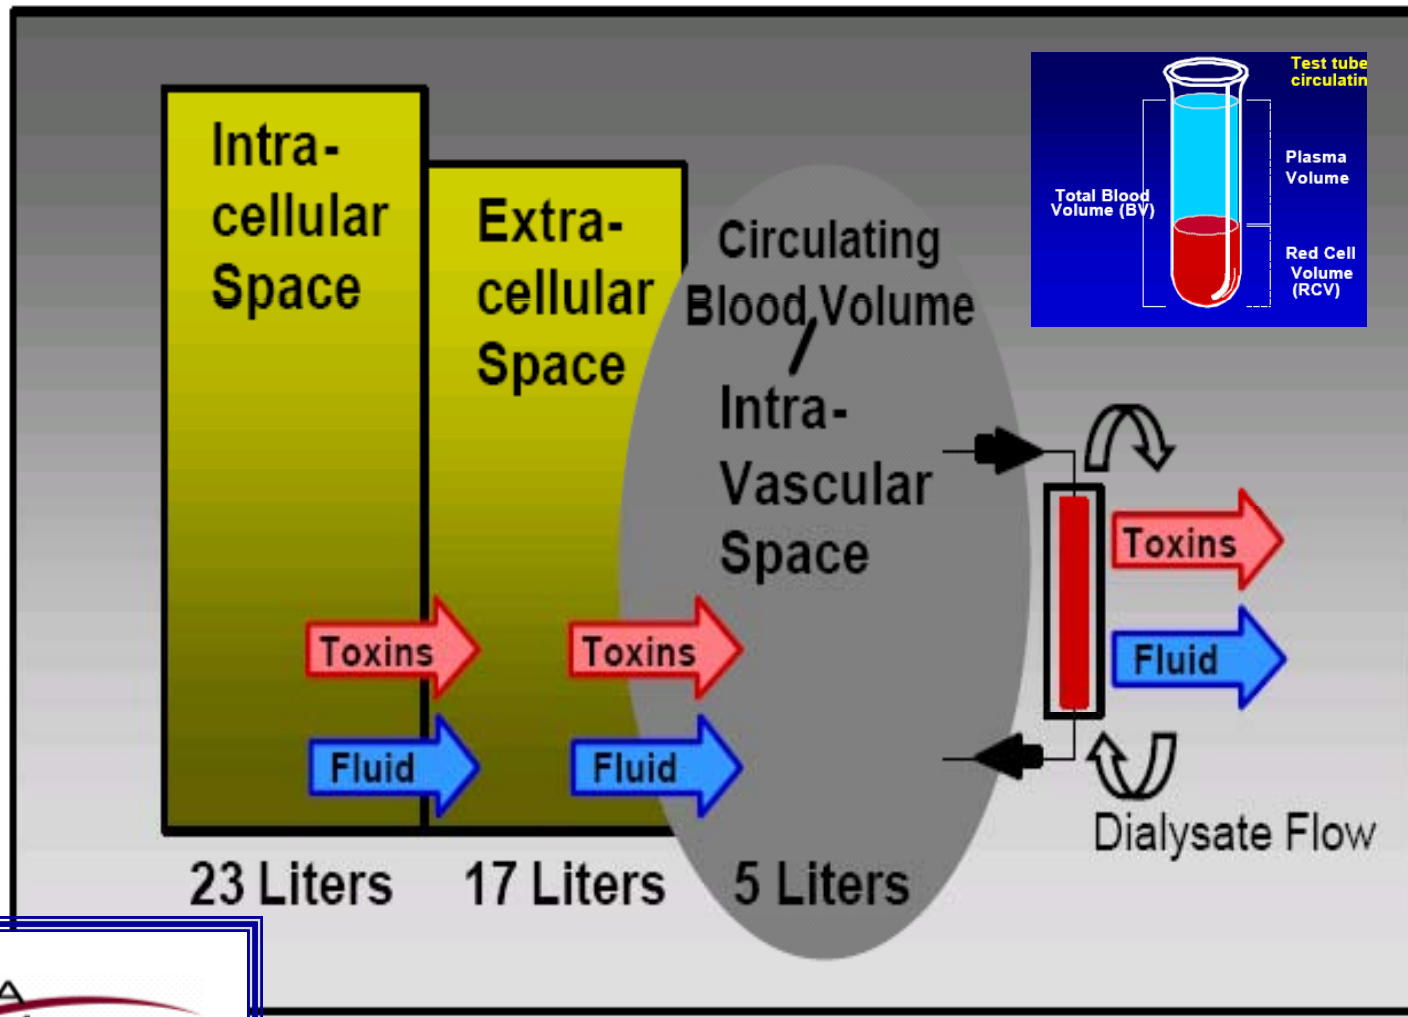 Intra-
cellular
Space
Extra-
cellular
Space
Circulating
Blood Volume
/
Intra-
Vascular
Space
Test tube
circulatin
Plasma
Volume
Total Blood
Volume (BV)
Red Cell
Volume
(RCV)
Toxins
Fluid
Toxins
Fluid
Toxins
Fluid
Dialysate Flow
23 Liters
17 Liters
5 Liters
A